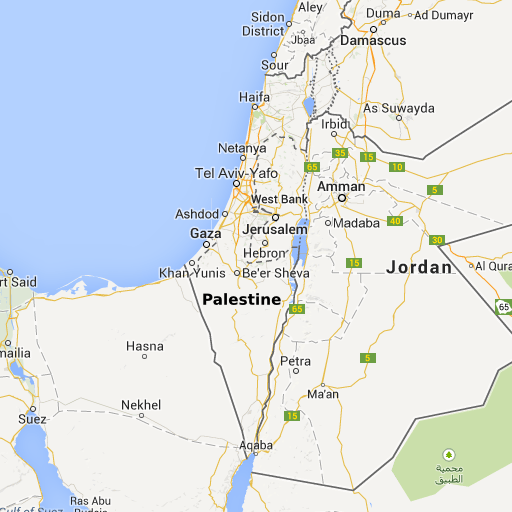 Aley
Sidon
District
Duma
Ad Dumayr
Jbaa
Damascus
Sour
Haifa
As Suwayda
Irbid
Netanya
35
15
10
65
Tel Aviv-Yafo
5
West Bank
Amman
Ashdod
Jerusalem
Madaba
40
Gaza
Hebron
30
15
Khan Yunis
Be'er Sheva
Jordan
Al Qura
rt Said
Palestine
65
65
mailia
Hasna
Petra
5
Ma'an
Nekhel
Suez
15
Aqaba
محمية
الطبيق
Ras Abu
Rudeis
Gulf of Suez